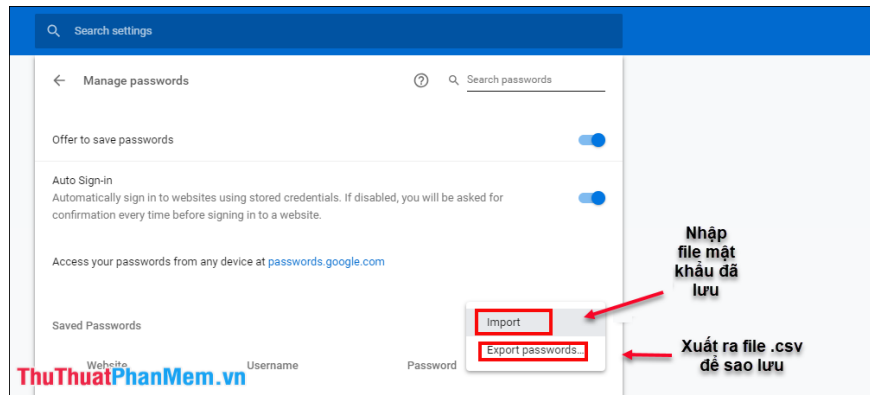 Search settings
Manage passwords
Search passwords
Offer to save passwords
Auto Sign-in
Automatically sign in to websites using stored credentials. If disabled, you will be asked for
confirmation every time before signing in to a website.
Access your passwords from any device at passwords.google.com
Nhập
file mật
khẩu đã
lưu
Saved Passwords
Import
Export passwords...
Xuất ra file .csv
để sao lưu
Website
Username
Password
ThuThuatPhanMem.vn